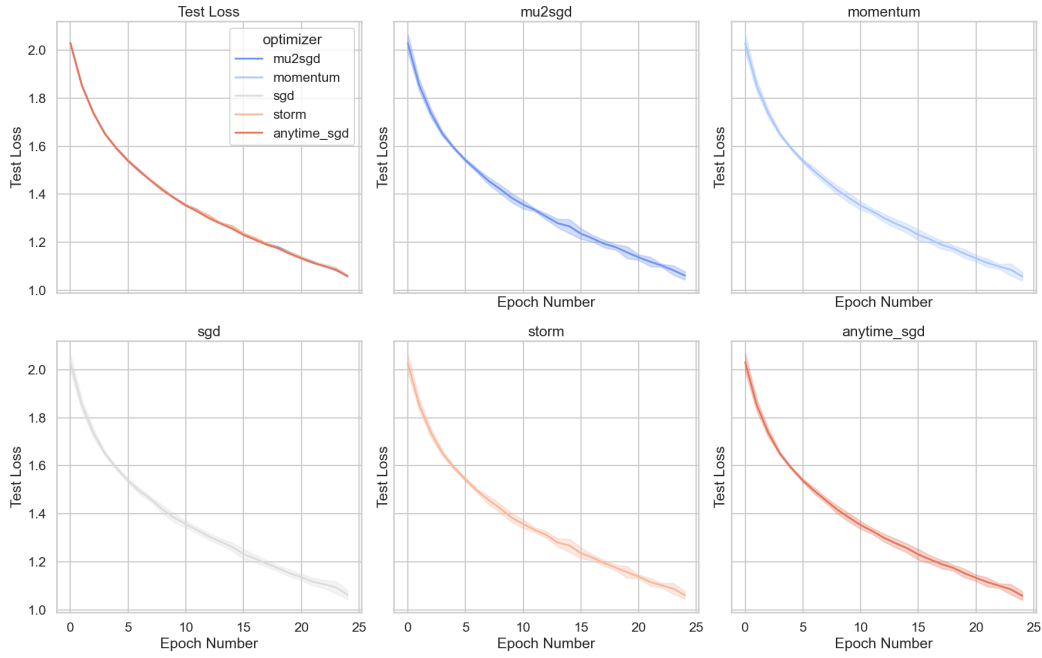 Test Loss
mu2sgd
momentum
Test Loss
2.0
1.8
1.6
1.4
1.2
1.0
optimizer
mu2sgd
momentum
sgd
storm
anytime_sgd
Test Loss
Epoch Number
Test Loss
Epoch Number
sgd
storm
anytime_sgd
Test Loss
2.0
1.8
1.6
1.4
1.2
1.0
0 5 10 15 20 25
Epoch Number
Test Loss
0 5 10 15 20 25
Epoch Number
Test Loss
0 5 10 15 20 25
Epoch Number